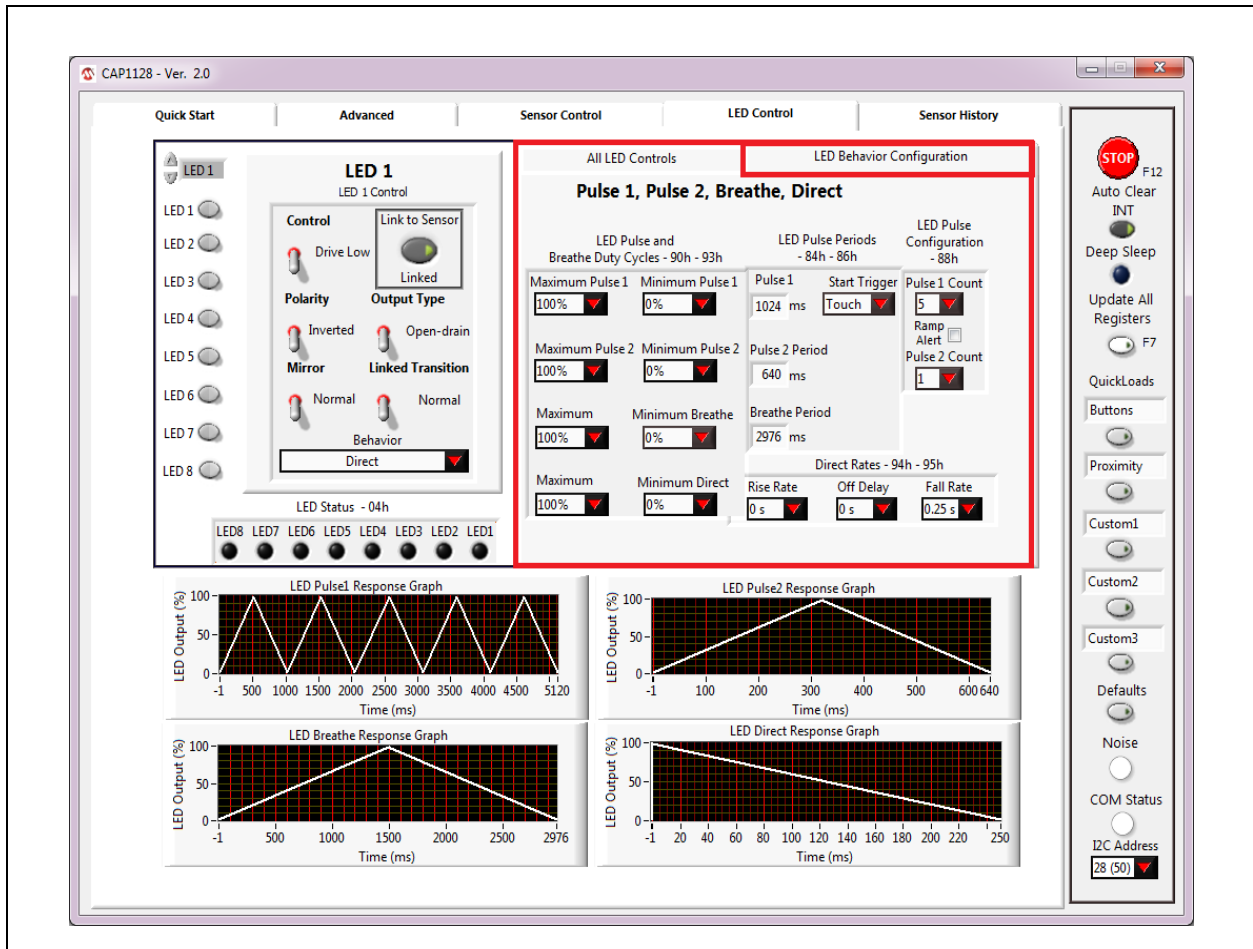 CAP1128 - Ver. 2.0
Quick Start
Advanced
Sensor Control
LED Control
Sensor History
LED 1
LED 1
LED 2
LED 3
LED 4
LED 5
LED 6
LED 7
LED 8
LED 1
LED 1 Control
Control
Link to Sensor
Drive Low
Linked
Polarity
Output Type
Inverted
Open-drain
Mirror
Linked Transition
Normal
Normal
Behavior
Direct
LED Status - 04h
LED8 LED7 LED6 LED5 LED4 LED3 LED2 LED1
All LED Controls
LED Behavior Configuration
Pulse 1, Pulse 2, Breathe, Direct
LED Pulse and
Breathe Duty Cycles - 90h - 93h
Maximum Pulse 1 Minimum Pulse 1
100% 0%
Maximum Pulse 2 Minimum Pulse 2
100% 0%
Maximum Minimum Breathe
100% 0%
Maximum Minimum Direct
100% 0%
LED Pulse Periods
- 84h - 86h
Pulse 1 Start Trigger
1024 ms Touch
Pulse 2 Period
640 ms
Breathe Period
2976 ms
LED Pulse
Configuration
- 88h
Pulse 1 Count
5
Ramp
Alert
Pulse 2 Count
1
Direct Rates - 94h - 95h
Rise Rate Off Delay Fall Rate
0 s 0 s 0.25 s
LED Pulse1 Response Graph
LED Output (%)
100
50
0
-1 500 1000 1500 2000 2500 3000 3500 4000 4500 5120
Time (ms)
LED Pulse2 Response Graph
LED Output (%)
100
50
0
-1 100 200 300 400 500 600 640
Time (ms)
LED Breathe Response Graph
LED Output (%)
100
50
0
-1 500 1000 1500 2000 2500 2976
Time (ms)
LED Direct Response Graph
LED Output (%)
100
50
0
-1 20 40 60 80 100 120 140 160 180 200 220 250
Time (ms)
STOP
F12
Auto Clear
INT
Deep Sleep
Update All
Registers
F7
QuickLoads
Buttons
Proximity
Custom1
Custom2
Custom3
Defaults
Noise
COM Status
I2C Address
28 (50)